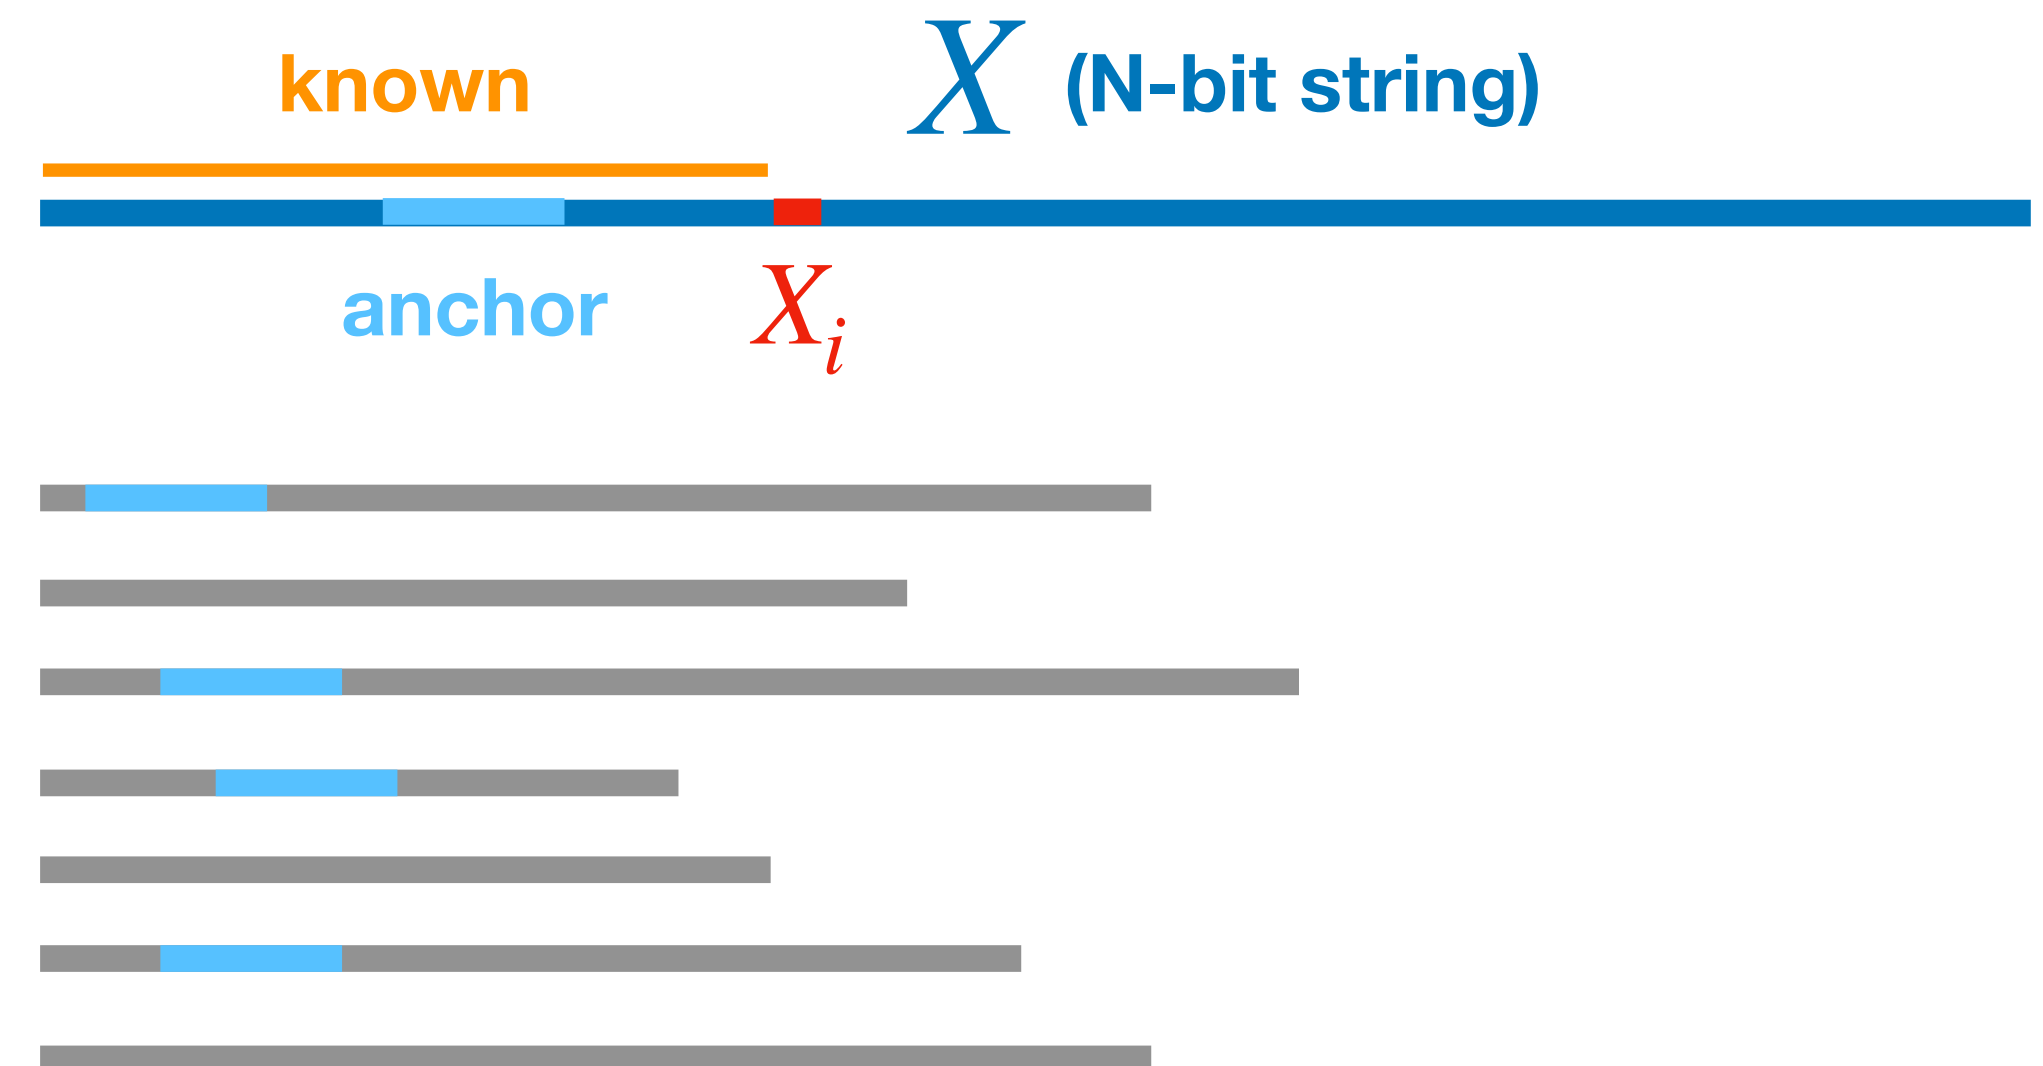 known
X (N-bit string)
anchor
X_i